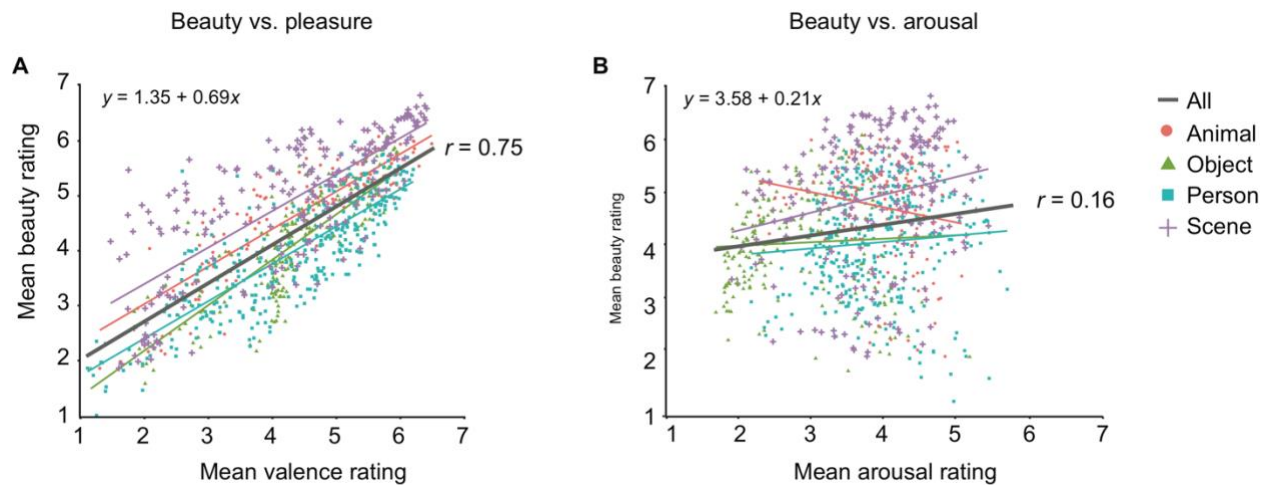 Beauty vs. pleasure
Beauty vs. arousal
A
B
y = 1.35 + 0.69x
y = 3.58 + 0.21x
r = 0.75
r = 0.16
All
Animal
Object
Person
Scene
Mean beauty rating
Mean beauty rating
7
6
5
4
3
2
1
7
6
5
4
3
2
1
1 2 3 4 5 6 7
1 2 3 4 5 6 7
Mean valence rating
Mean arousal rating